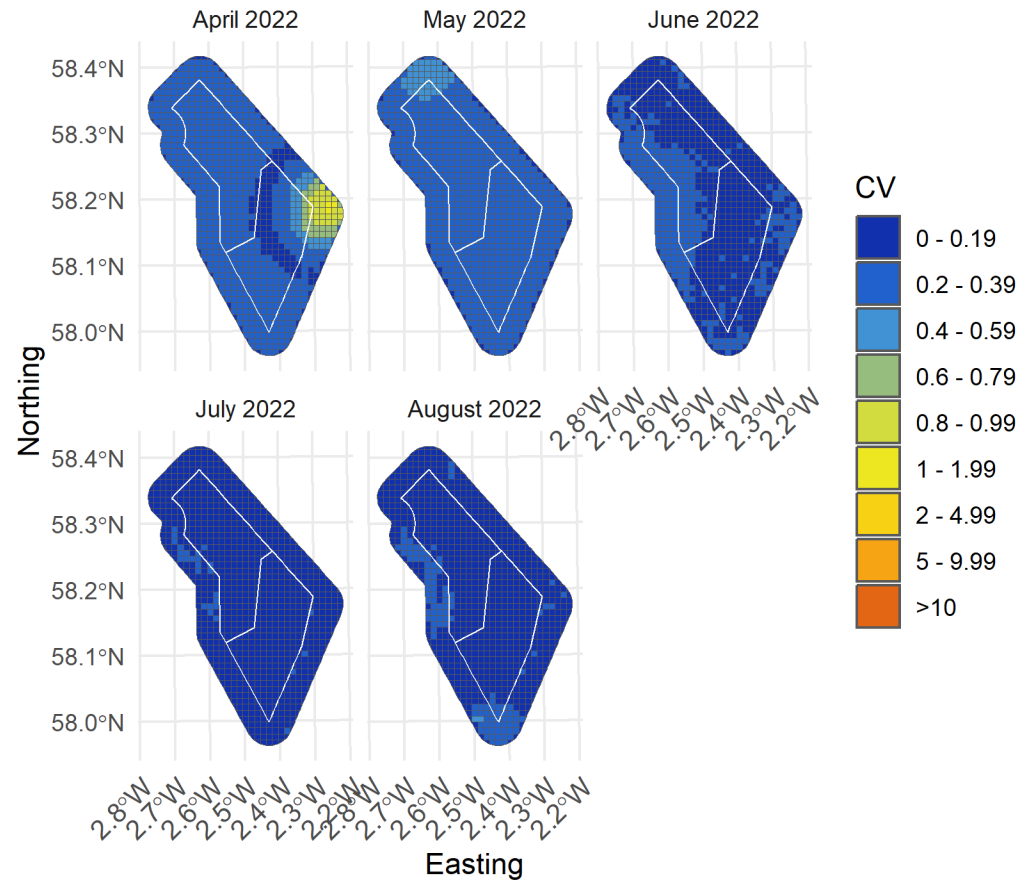 April 2022
May 2022
June 2022
58.4°N
58.3°N
58.2°N
58.1°N
58.0°N
2.8°W
2.7°W
2.6°W
2.5°W
2.4°W
2.3°W
2.2°W
July 2022
August 2022
58.4°N
58.3°N
58.2°N
58.1°N
58.0°N
2.8°W
2.7°W
2.6°W
2.5°W
2.4°W
2.3°W
2.2°W
2.8°W
2.7°W
2.6°W
2.5°W
2.4°W
2.3°W
2.2°W
Northing
Easting
CV
0 - 0.19
0.2 - 0.39
0.4 - 0.59
0.6 - 0.79
0.8 - 0.99
1 - 1.99
2 - 4.99
5 - 9.99
>10